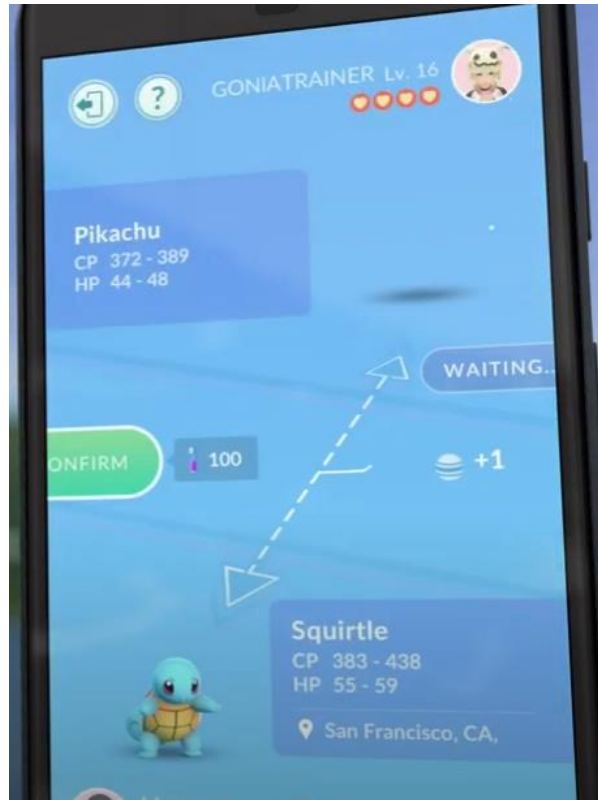 ?
GONIATRAINER Lv. 16
Pikachu
CP 372 - 389
HP 44 - 48
WAITING..
ONFIRM
100
+1
Squirtle
CP 383 - 438
HP 55 - 59
San Francisco, CA,